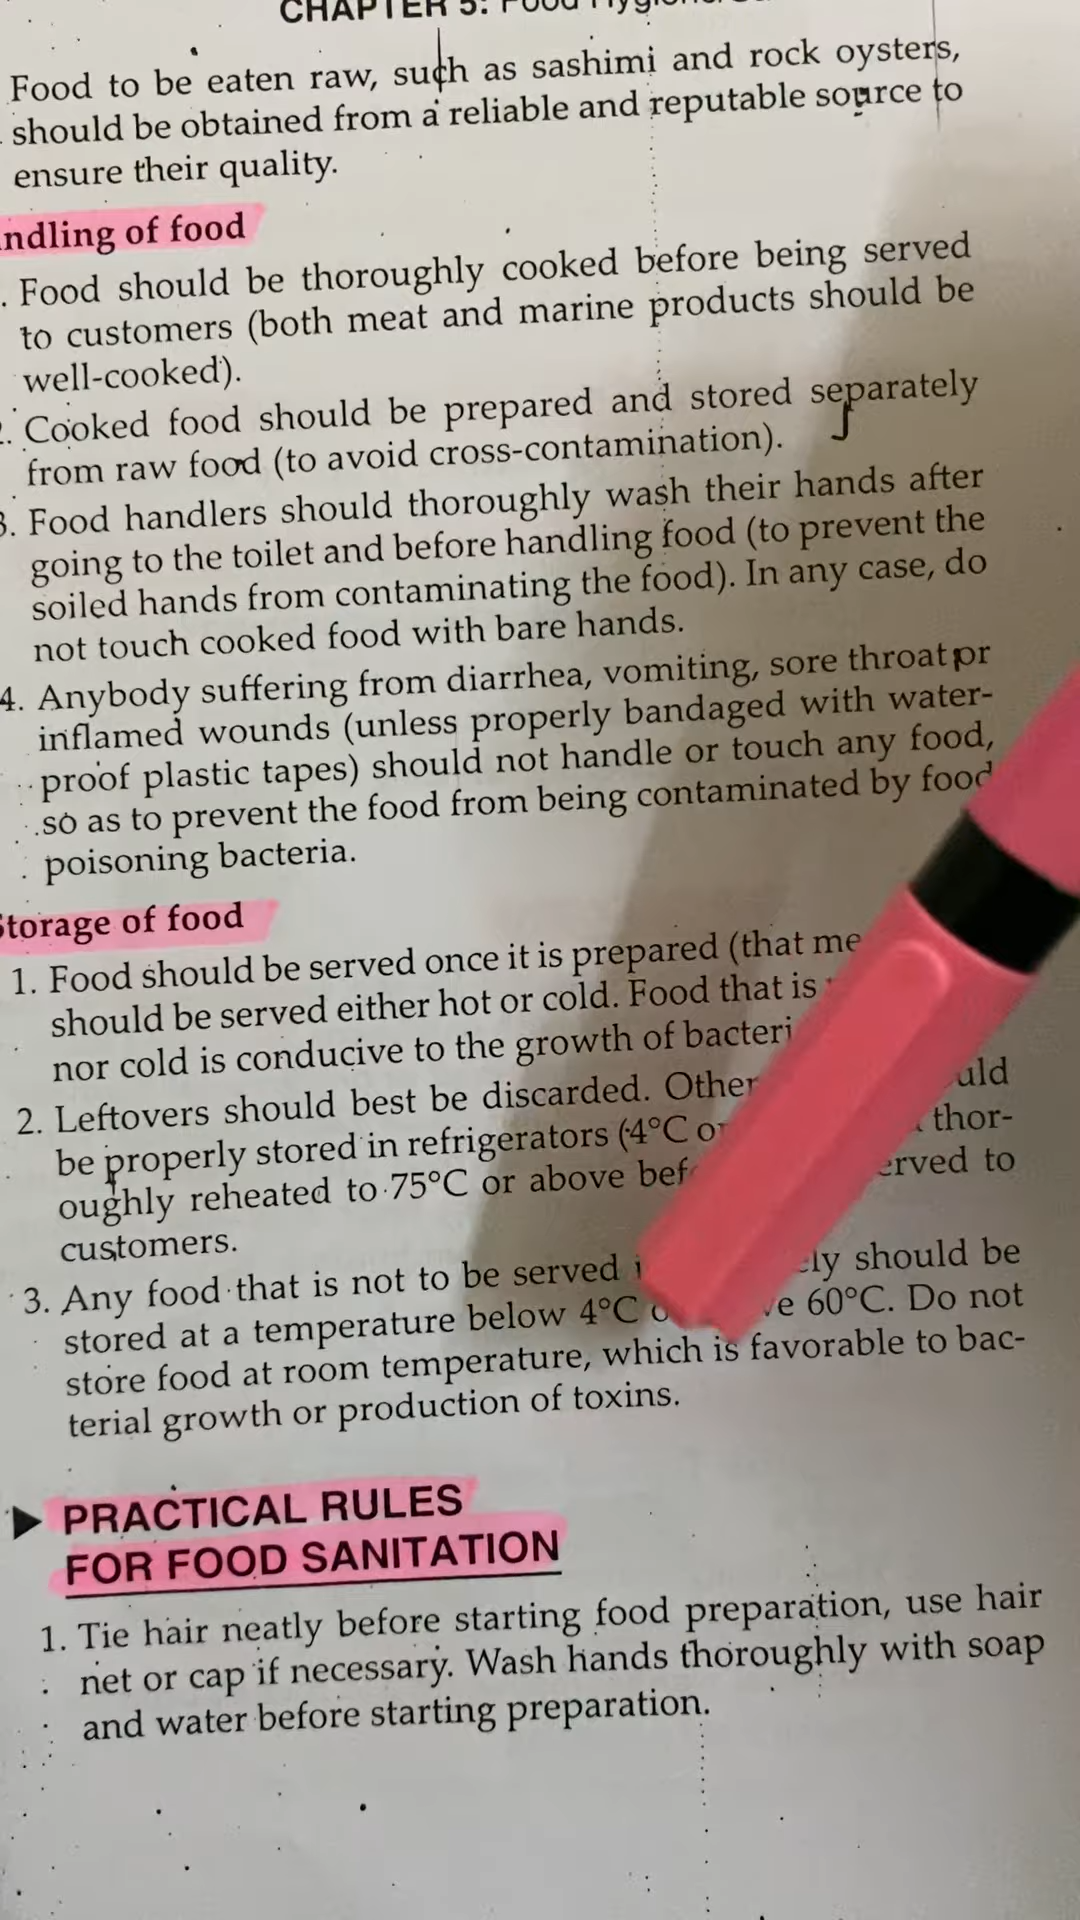 CHAPTER 5: Food
Food to be eaten raw, such as sashimi and rock oysters,
should be obtained from a reliable and reputable source to
ensure their quality.
ndling of food
. Food should be thoroughly cooked before being served
to customers (both meat and marine products should be
well-cooked).
. Cooked food should be prepared and stored separately
from raw food (to avoid cross-contamination).
3. Food handlers should thoroughly wash their hands after
going to the toilet and before handling food (to prevent the
soiled hands from contaminating the food). In any case, do
not touch cooked food with bare hands.
4. Anybody suffering from diarrhea, vomiting, sore throat or
inflamed wounds (unless properly bandaged with water-
proof plastic tapes) should not handle or touch any food,
so as to prevent the food from being contaminated by food
poisoning bacteria.
Storage of food
1. Food should be served once it is prepared (that me
should be served either hot or cold. Food that is
nor cold is conducive to the growth of bacteri
2. Leftovers should best be discarded. Other uld
be properly stored in refrigerators (4°C o thor-
oughly reheated to 75°C or above bef erved to
customers.
3. Any food that is not to be served ly should be
stored at a temperature below 4°C e 60°C. Do not
store food at room temperature, which is favorable to bac-
terial growth or production of toxins.
▶ PRACTICAL RULES
FOR FOOD SANITATION
1. Tie hair neatly before starting food preparation, use hair
net or cap if necessary. Wash hands thoroughly with soap
and water before starting preparation.